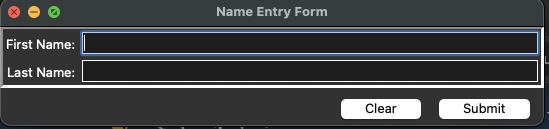 Name Entry Form
First Name:
Last Name:
Clear Submit